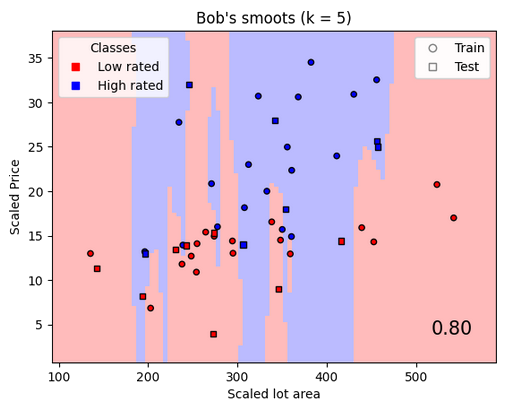 Bob's smoots (k = 5)
Classes
Low rated
High rated
Train
Test
Scaled Price
35
30
25
20
15
10
5
0.80
100
200
300
400
500
Scaled lot area